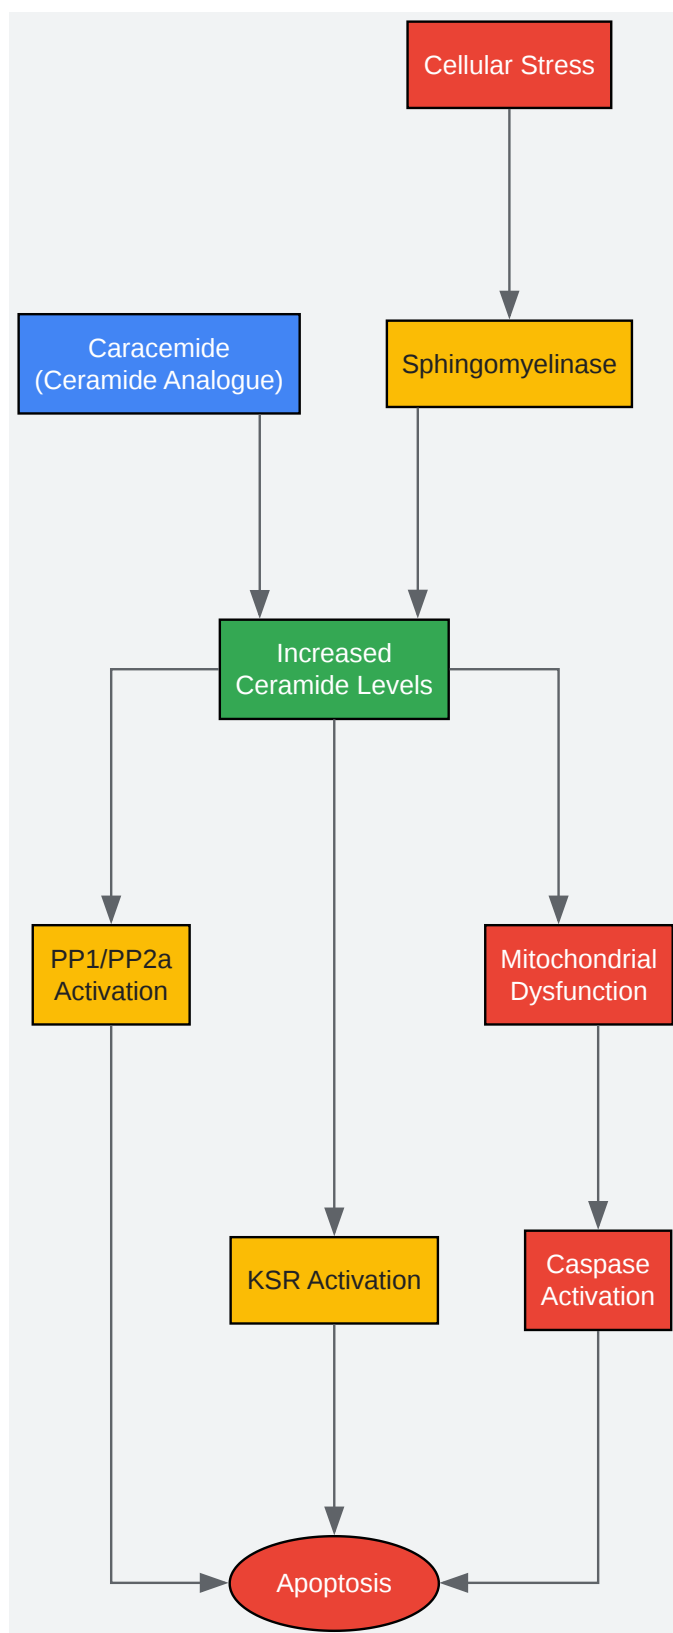 Cellular Stress
Caracemide
(Ceramide Analogue)
Sphingomyelinase
Increased
Ceramide Levels
PP1/PP2a
Activation
Mitochondrial
Dysfunction
KSR Activation
Caspase
Activation
Apoptosis